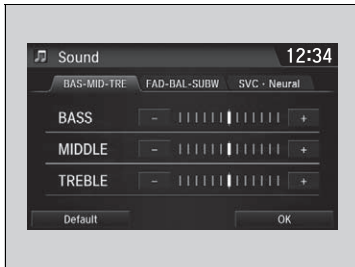 Sound 12:34
BAS-MID-TRE FAD-BAL-SUBW SVC · Neural
BASS - +
MIDDLE - +
TREBLE - +
Default OK